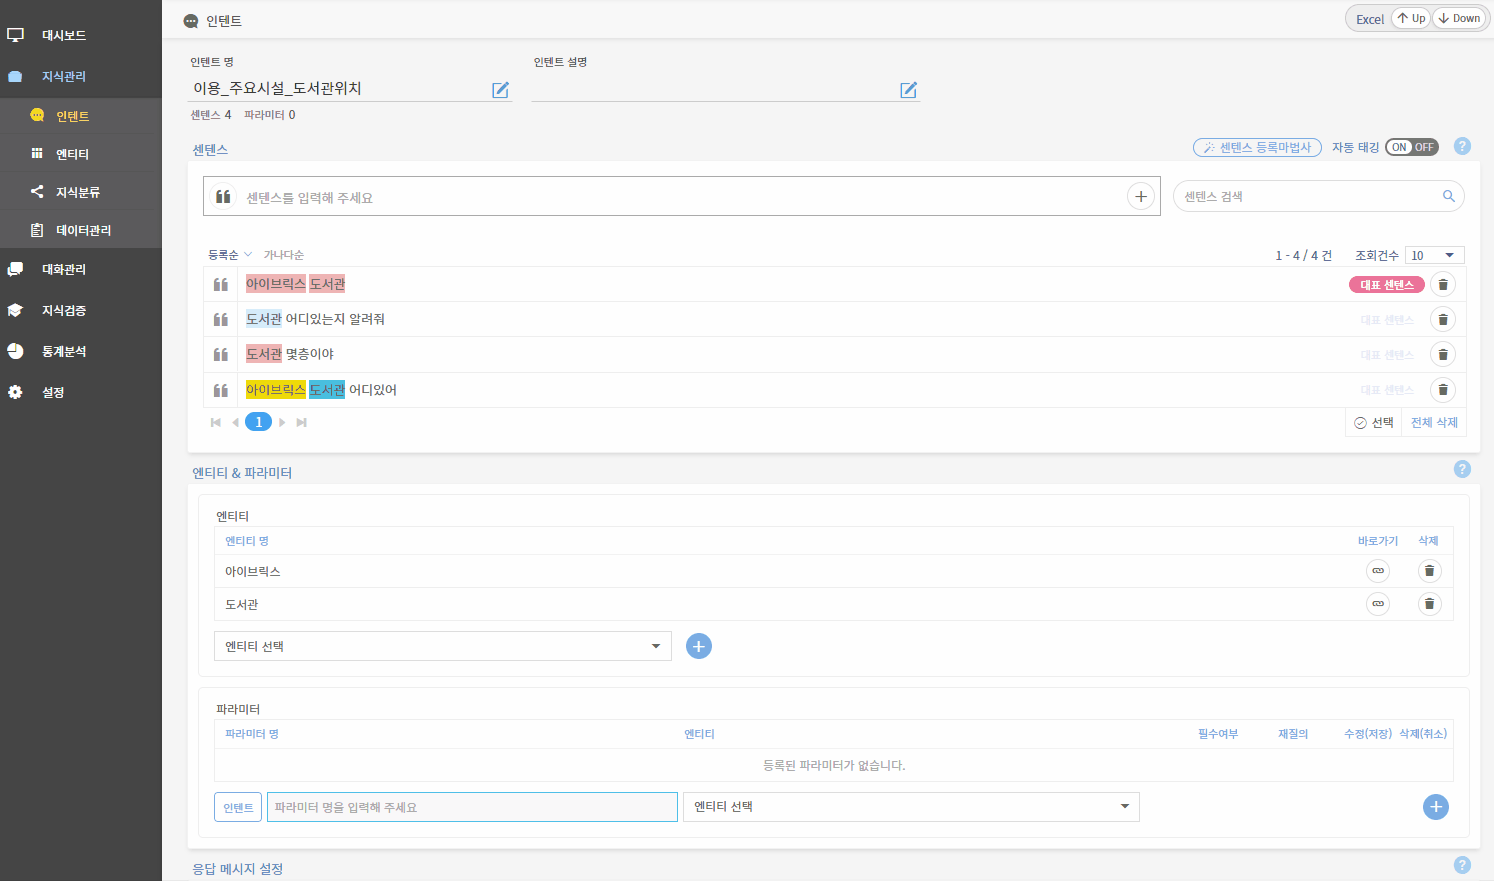 대시보드
지식관리
인텐트
엔티티
지식분류
데이터관리
대화관리
지식검증
통계분석
설정
인텐트
Excel Up Down
인텐트 명
인텐트 설명
이용_주요시설_도서관위치
센텐스 4 파라미터 0
센텐스
센텐스 등록마법사 자동 태깅 ON OFF ?
센텐스를 입력해 주세요
센텐스 검색
등록순 가나다순
1 - 4 / 4 건 조회건수 10
아이브릭스 도서관 대표 센텐스
도서관 어디있는지 알려줘 대표 센텐스
도서관 몇층이야 대표 센텐스
아이브릭스 도서관 어디있어 대표 센텐스
1
선택 전체 삭제
엔티티 & 파라미터 ?
엔티티
엔티티 명 바로가기 삭제
아이브릭스
도서관
엔티티 선택
파라미터
파라미터 명 엔티티 필수여부 재질의 수정(저장) 삭제(취소)
등록된 파라미터가 없습니다.
인텐트 파라미터 명을 입력해 주세요 엔티티 선택
응답 메시지 설정 ?